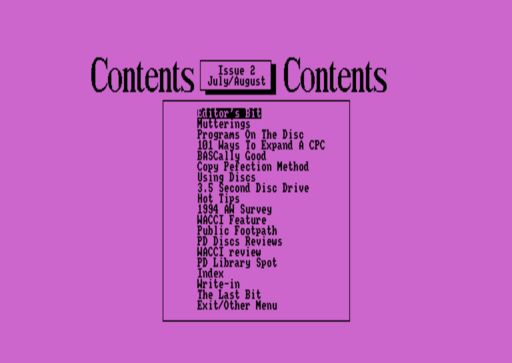 Contents
Issue 2
July/August
Contents
Editor's Bit
Mutterings
Programs On The Disc
101 Ways To Expand A CPC
BASCally Good
Copy Pefection Method
Using Discs
3.5 Second Disc Drive
Hot Tips
1994 AW Survey
WACCI Feature
Public Footpath
PD Discs Reviews
WACCI review
PD Library Spot
Index
Write-in
The Last Bit
Exit/Other Menu